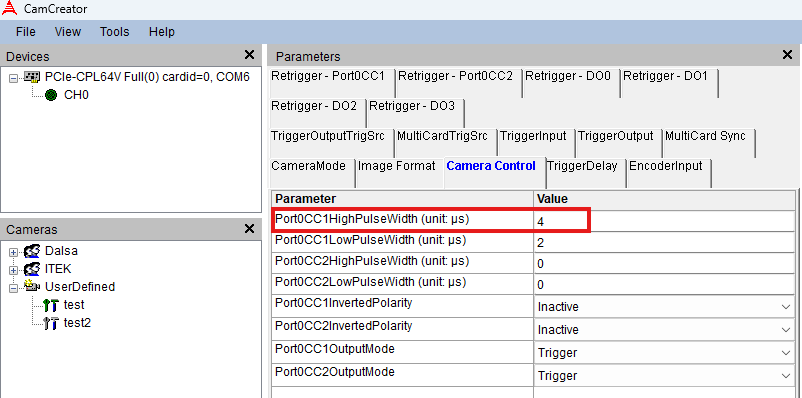 CamCreator
File View Tools Help
Devices
PCIe-CPL64V Full(0) cardid=0, COM6
CH0
Cameras
Dalsa
ITEK
UserDefined
test
test2
Parameters
Retrigger - Port0CC1 Retrigger - Port0CC2 Retrigger - DO0 Retrigger - DO1
Retrigger - DO2 Retrigger - DO3
TriggerOutputTrigSrc MultiCardTrigSrc TriggerInput TriggerOutput MultiCard Sync
CameraMode Image Format Camera Control TriggerDelay EncoderInput
Parameter Value
Port0CC1HighPulseWidth (unit: µs) 4
Port0CC1LowPulseWidth (unit: µs) 2
Port0CC2HighPulseWidth (unit: µs) 0
Port0CC2LowPulseWidth (unit: µs) 0
Port0CC1InvertedPolarity Inactive
Port0CC2InvertedPolarity Inactive
Port0CC1OutputMode Trigger
Port0CC2OutputMode Trigger